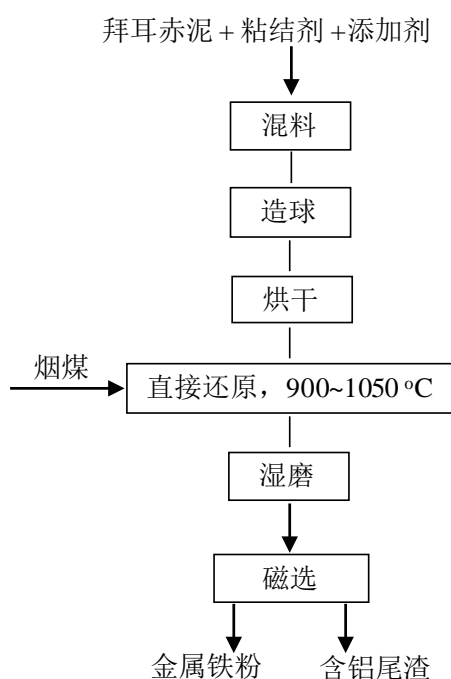 拜耳赤泥 + 粘结剂 +添加剂
混料
造球
烘干
烟煤
直接还原，900~1050 ℃
湿磨
磁选
金属铁粉 含铝尾渣